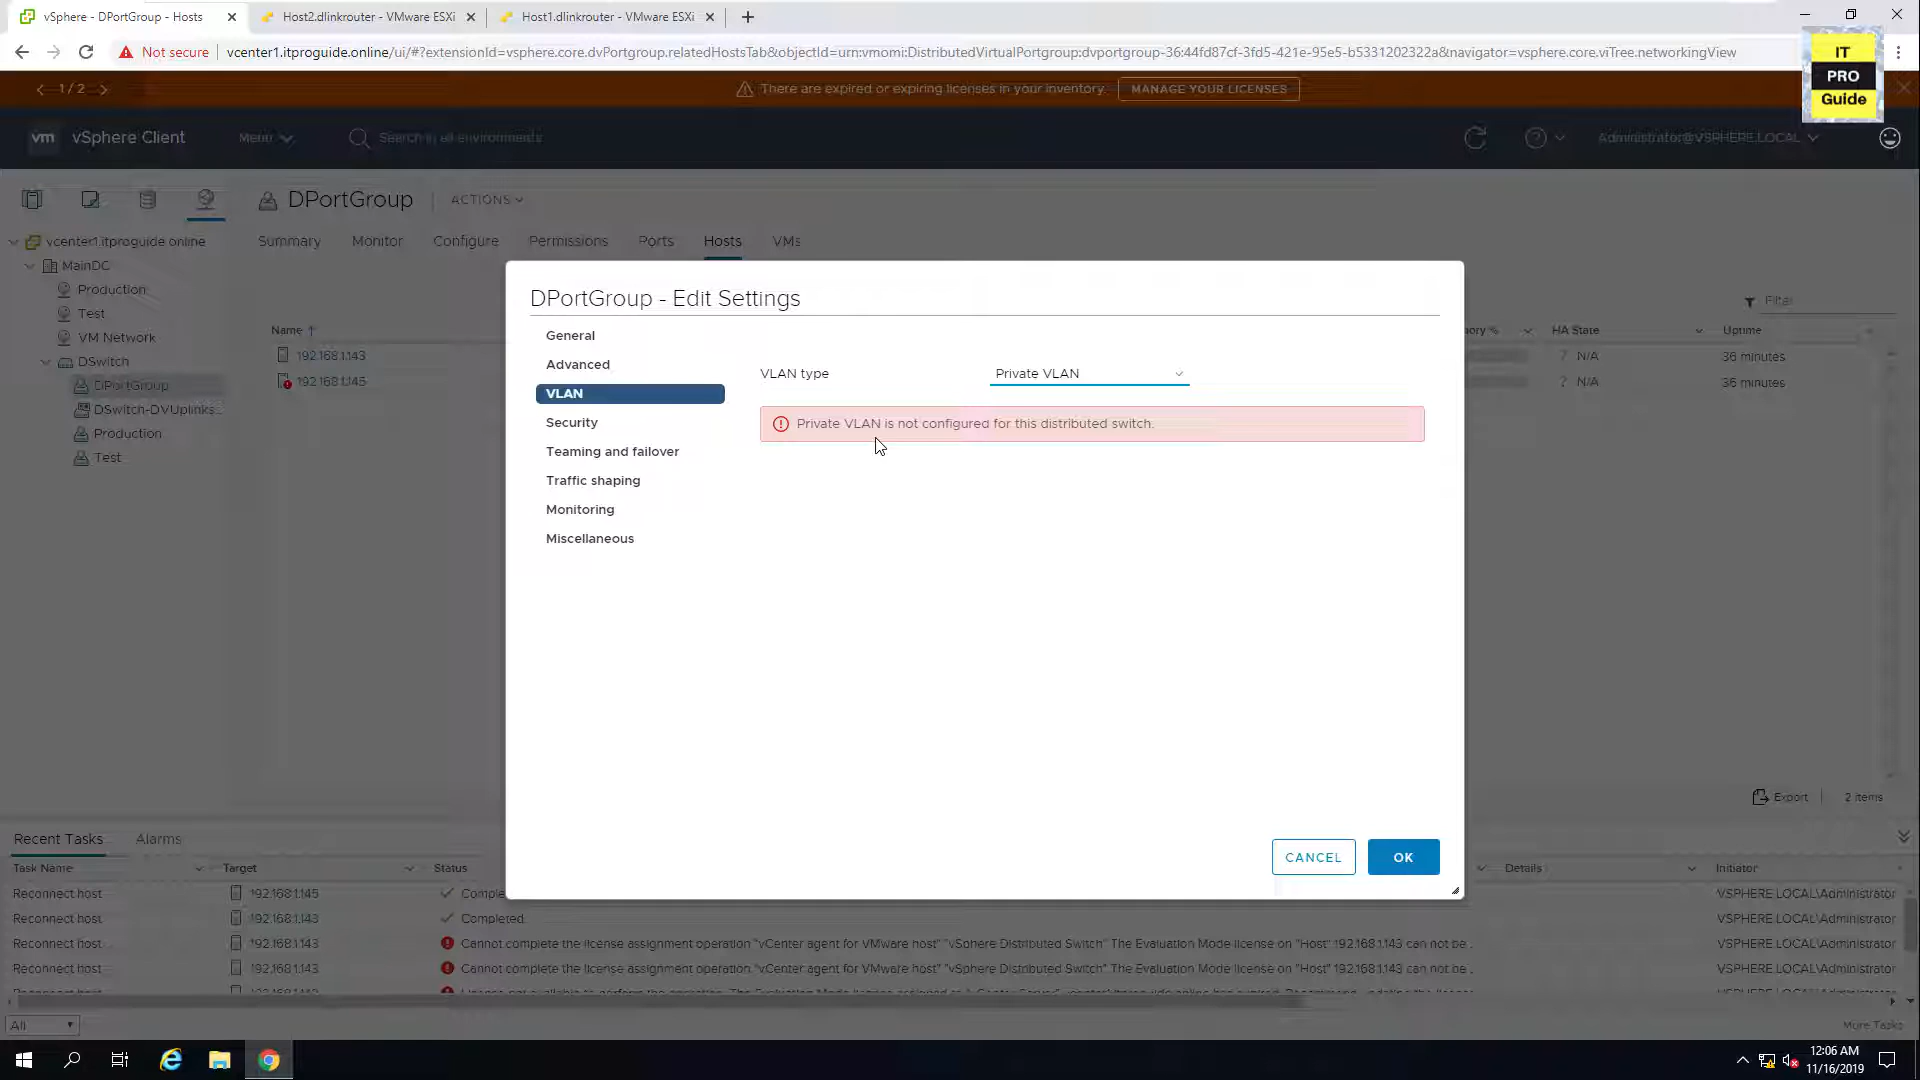 vSphere - DPortGroup - Hosts
Host2.dlinkrouter - VMware ESXi
Host1.dlinkrouter - VMware ESXi
Not secure
vcenter1.itproguide.online/ui/#?extensionId=vsphere.core.dvPortgroup.relatedHostsTab&objectId=urn:vmomi:DistributedVirtualPortgroup:dvportgroup-36:44fd87cf-3fd5-421e-95e5-b5331202322a&navigator=vsphere.core.viTree.networkingView
IT
PRO
Guide
1 / 2
There are expired or expiring licenses in your inventory.
MANAGE YOUR LICENSES
vm vSphere Client
Menu
Search in all environments
Administrator@VSPHERE.LOCAL
DPortGroup
ACTIONS
Summary Monitor Configure Permissions Ports Hosts VMs
vcenter1.itproguide.online
MainDC
Production
Test
VM Network
DSwitch
DPortGroup
DSwitch-DVUplinks...
Production
Test
Filter
Name
HA State
Uptime
192.168.1.143
N/A
36 minutes
192.168.1.145
N/A
36 minutes
DPortGroup - Edit Settings
General
Advanced
VLAN
Security
Teaming and failover
Traffic shaping
Monitoring
Miscellaneous
VLAN type
Private VLAN
Private VLAN is not configured for this distributed switch.
CANCEL
OK
Export
2 items
Recent Tasks
Alarms
Task Name Target Status Details Initiator
Reconnect host 192.168.1.145 VSPHERE.LOCAL\Administrator
Reconnect host 192.168.1.143 Completed VSPHERE.LOCAL\Administrator
Reconnect host 192.168.1.143 Cannot complete the license assignment operation "vCenter agent for VMware host" "vSphere Distributed Switch" The Evaluation Mode license on "Host" 192.168.1.143 can not be ... VSPHERE.LOCAL\Administrator
Reconnect host 192.168.1.143 Cannot complete the license assignment operation "vCenter agent for VMware host" "vSphere Distributed Switch" The Evaluation Mode license on "Host" 192.168.1.143 can not be ... VSPHERE.LOCAL\Administrator
All
More Tasks
12:06 AM
11/16/2019